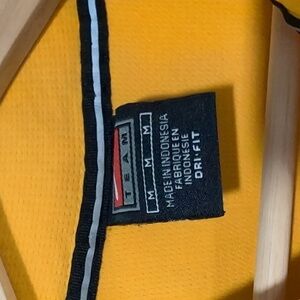 TEAM
M M M
MADE IN INDONESIA
FABRIQUE EN
INDONESIE
DRI-FIT